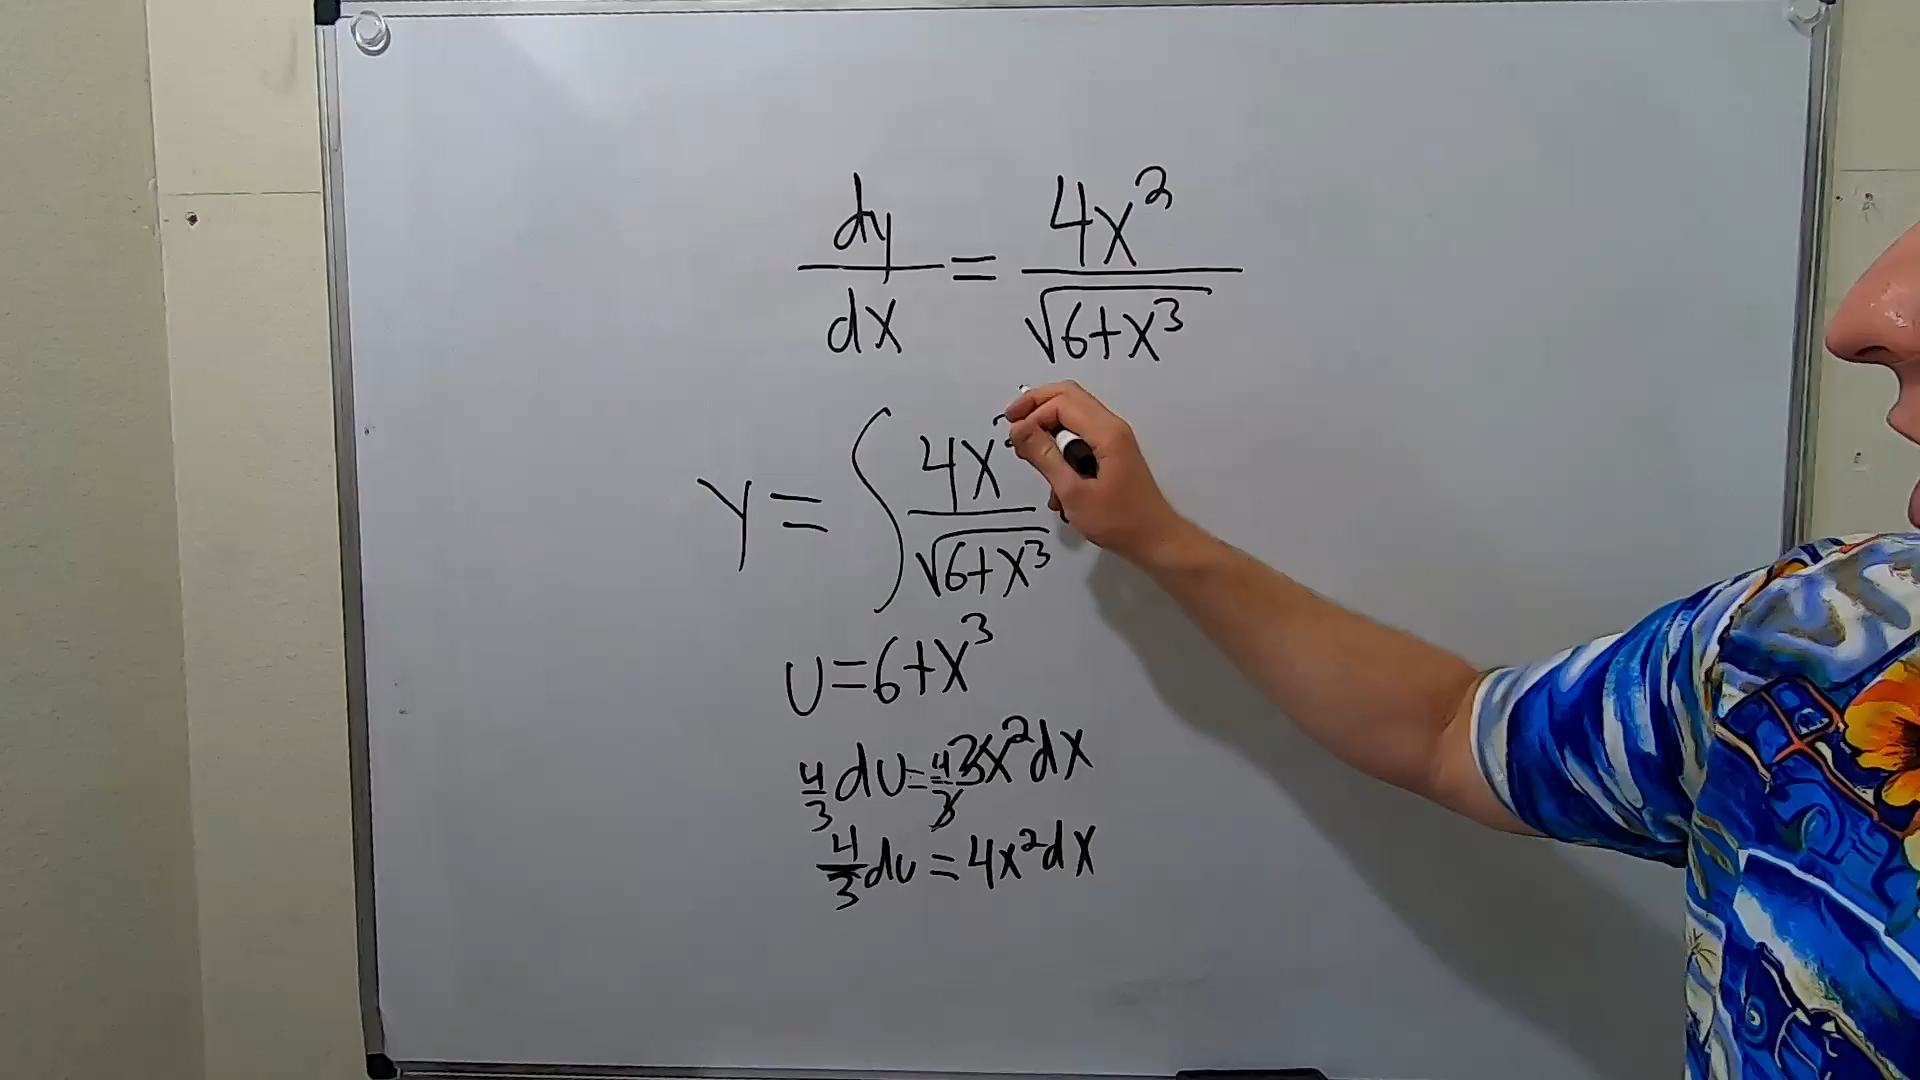 dy/dx = 4x²/√(6+x³)
y = ∫ 4x²/√(6+x³)
u = 6+x³
4/3 du = 4/3 3x² dx
4/3 du = 4x² dx